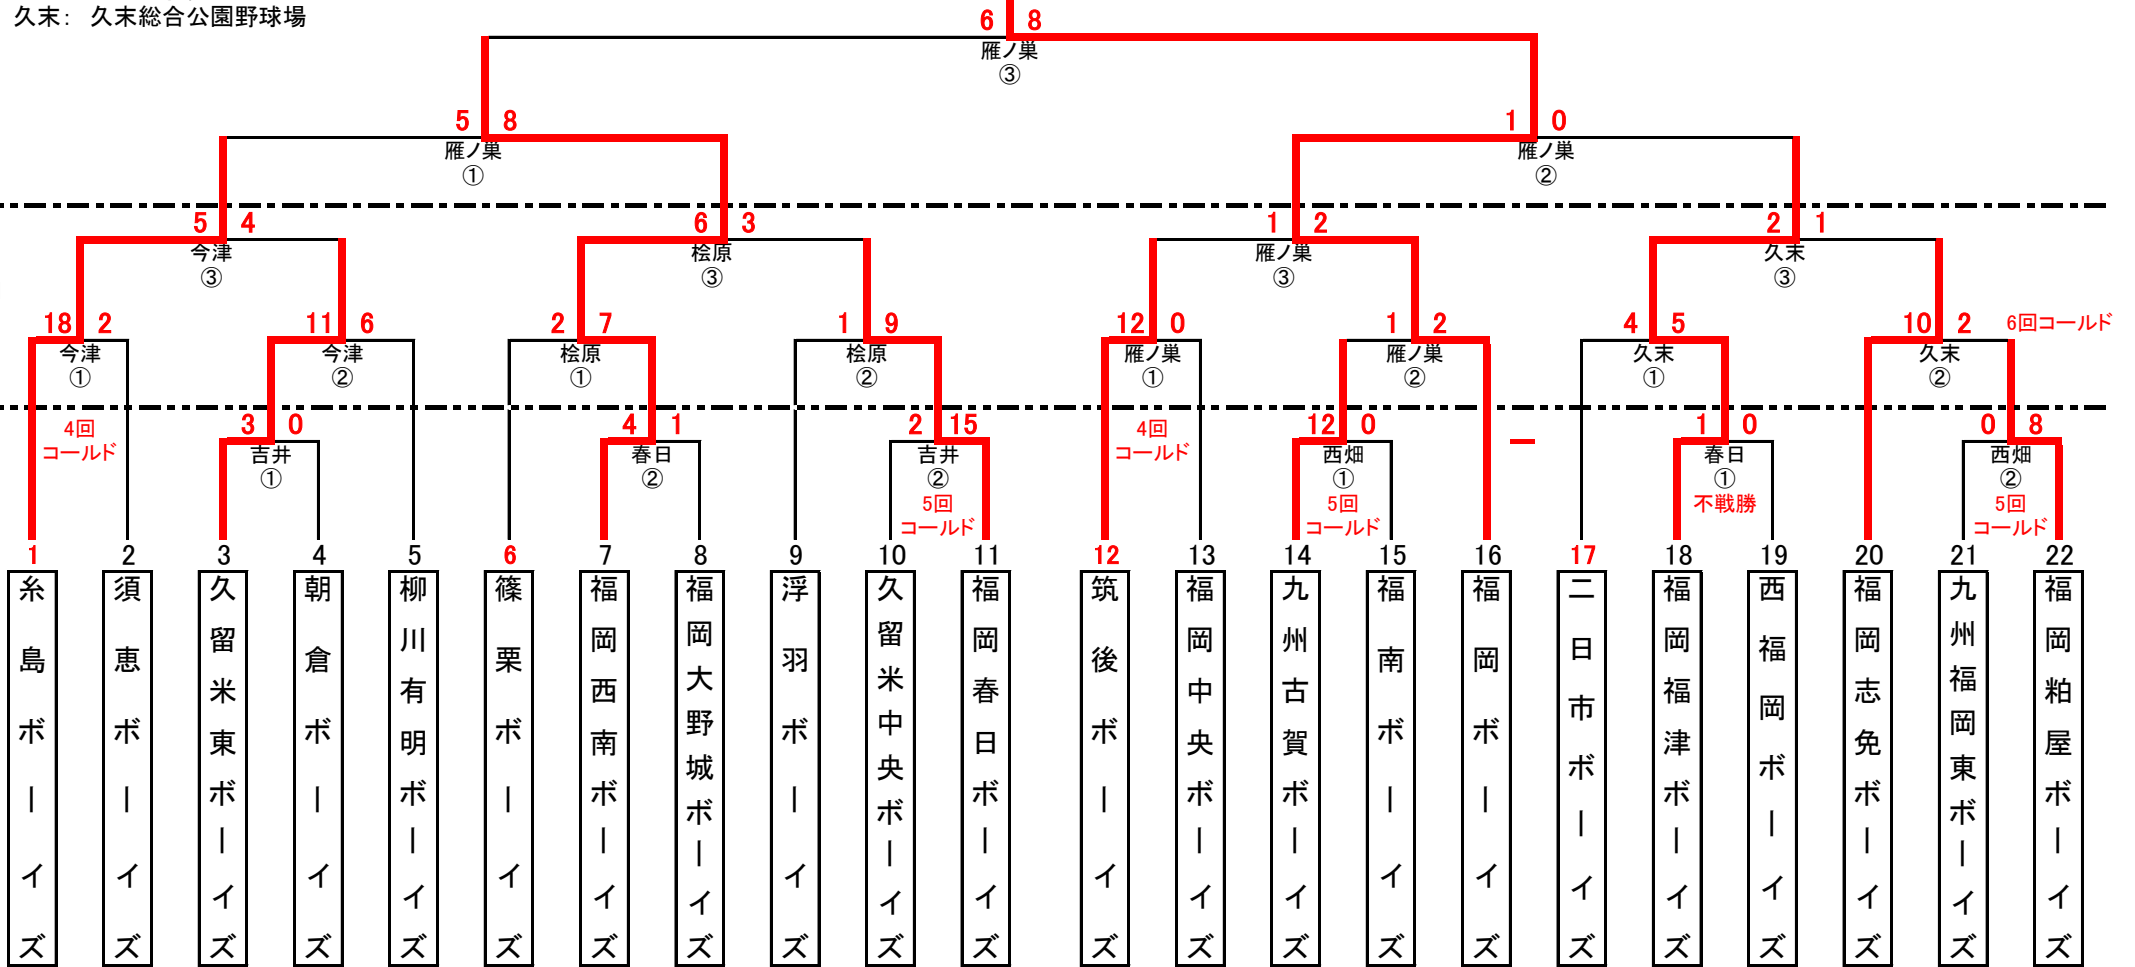 久末： 久末総合公園野球場
6 8
雁ノ巣
③
5 8
雁ノ巣
①
1 0
雁ノ巣
②
5 4
今津
③
6 3
桧原
③
1 2
雁ノ巣
③
2 1
久末
③
18 2
今津
①
11 6
今津
②
2 7
桧原
①
1 9
桧原
②
12 0
雁ノ巣
①
1 2
雁ノ巣
②
4 5
久末
①
10 2
久末
②
6回コールド
4回
コールド
3 0
吉井
①
4 1
春日
②
2 15
吉井
②
5回
コールド
4回
コールド
12 0
西畑
①
5回
コールド
1 0
春日
①
不戦勝
0 8
西畑
②
5回
コールド
1 2 3 4 5 6 7 8 9 10 11 12 13 14 15 16 17 18 19 20 21 22
糸島ボーイズ
須恵ボーイズ
久留米東ボーイズ
朝倉ボーイズ
柳川有明ボーイズ
篠栗ボーイズ
福岡西南ボーイズ
福岡大野城ボーイズ
浮羽ボーイズ
久留米中央ボーイズ
福岡春日ボーイズ
筑後ボーイズ
福岡中央ボーイズ
九州古賀ボーイズ
福南ボーイズ
福岡ボーイズ
二日市ボーイズ
福岡福津ボーイズ
西福岡ボーイズ
福岡志免ボーイズ
九州福岡東ボーイズ
福岡粕屋ボーイズ